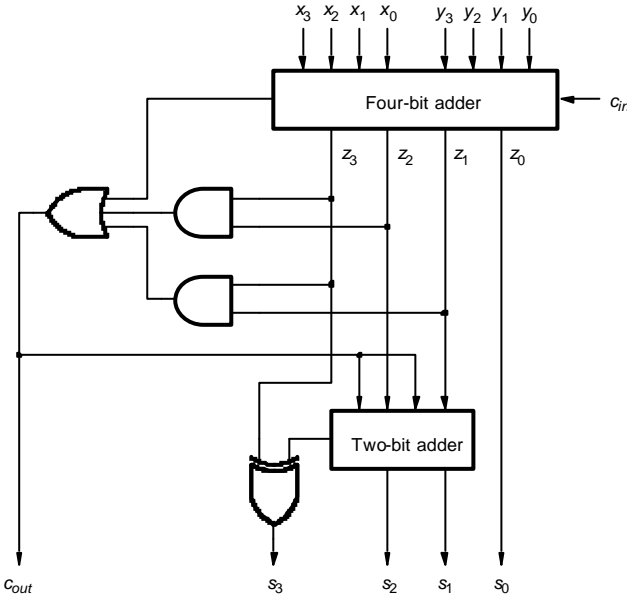 x3 x2 x1 x0 y3 y2 y1 y0
Four-bit adder
cin
z3 z2 z1 z0
Two-bit adder
cout s3 s2 s1 s0